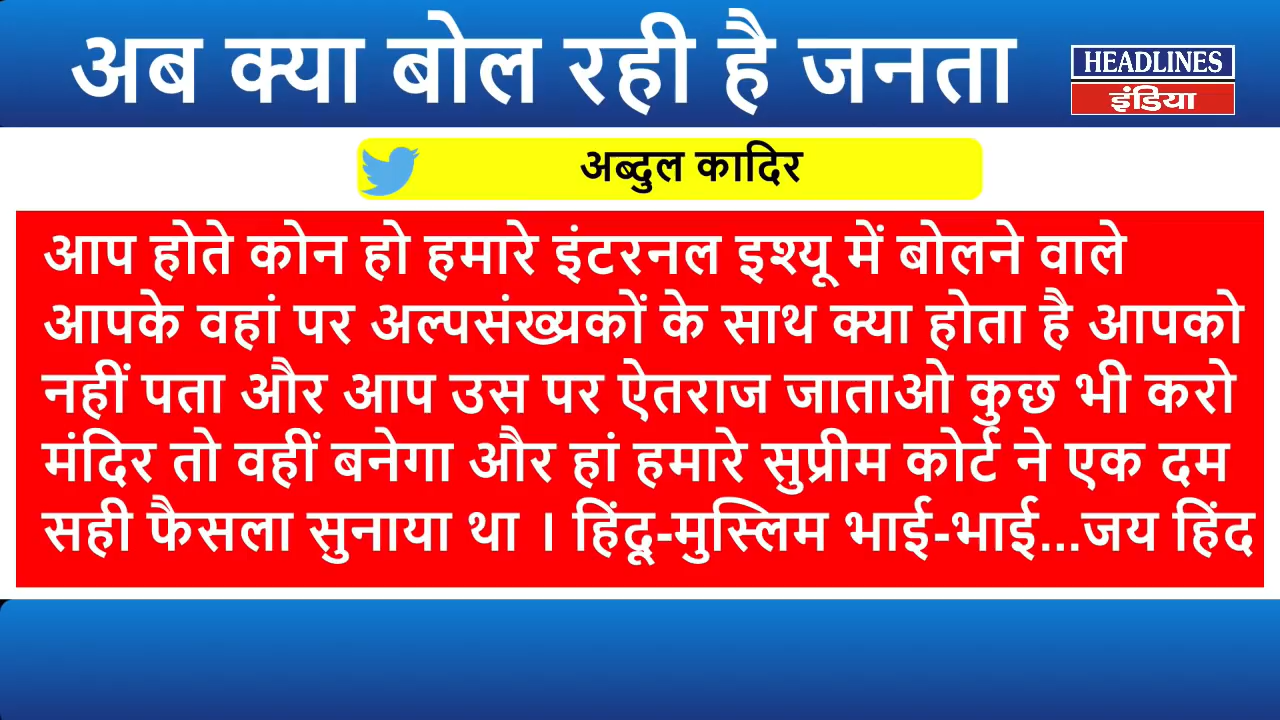 अब क्या बोल रही है जनता
HEADLINES
इंडिया
अब्दुल कादिर
आप होते कोन हो हमारे इंटरनल इश्यू में बोलने वाले
आपके वहां पर अल्पसंख्यकों के साथ क्या होता है आपको
नहीं पता और आप उस पर ऐतराज जाताओ कुछ भी करो
मंदिर तो वहीं बनेगा और हां हमारे सुप्रीम कोर्ट ने एक दम
सही फैसला सुनाया था । हिंदू-मुस्लिम भाई-भाई...जय हिंद